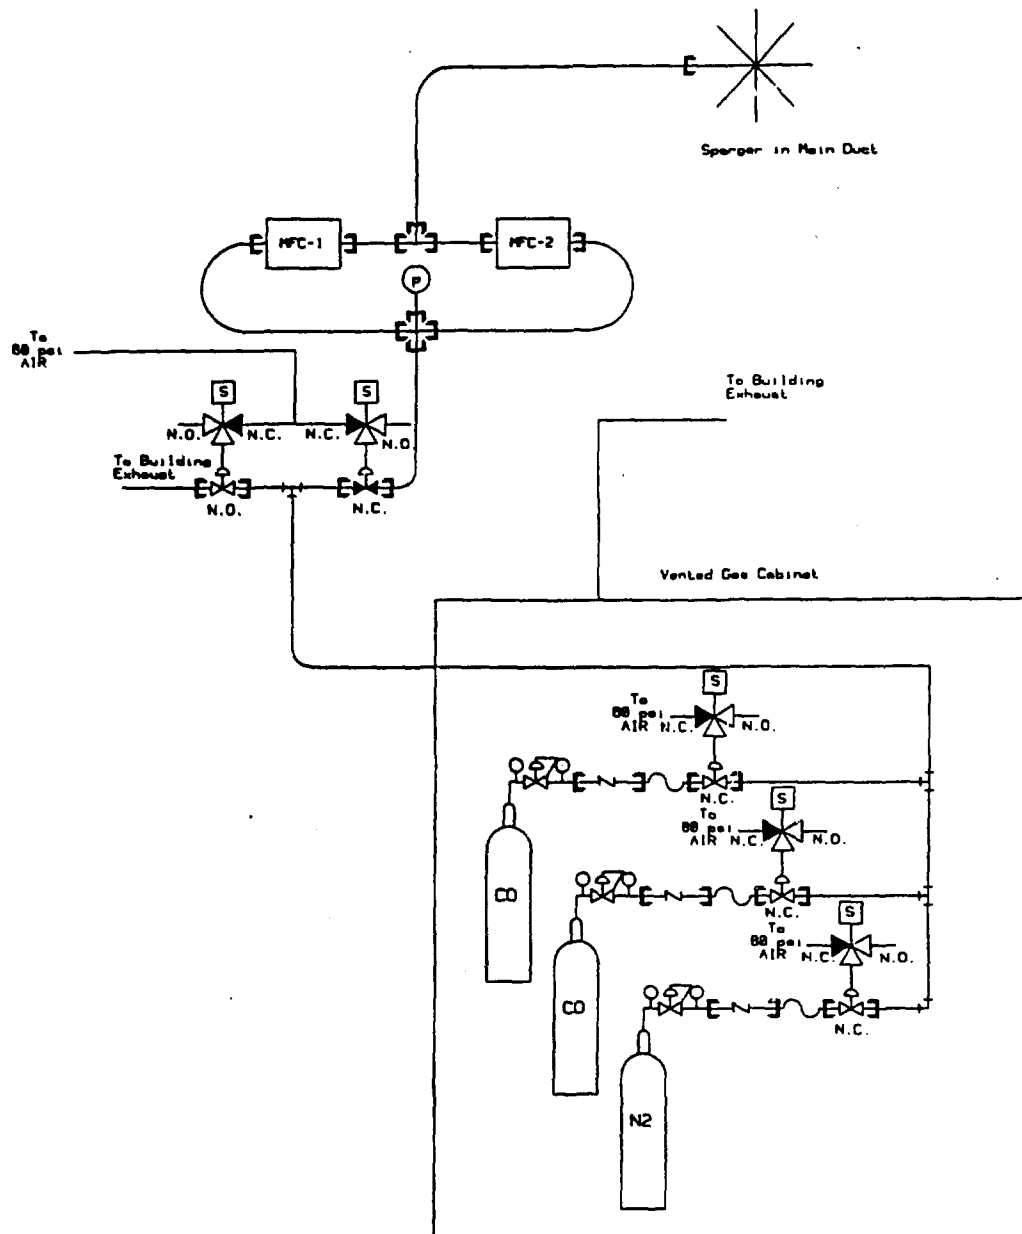 Sparger in Main Duct
MFC-1
MFC-2
P
To
80 psi
AIR
S
S
To Building
Exhaust
N.O.
N.C.
N.C.
N.O.
To Building
Exhaust
N.O.
N.C.
Vented Gas Cabinet
S
To
80 psi
AIR
N.C.
N.O.
N.C.
S
To
80 psi
AIR
N.C.
N.O.
CO
N.C.
S
To
80 psi
AIR
N.C.
N.O.
CO
N.C.
N2